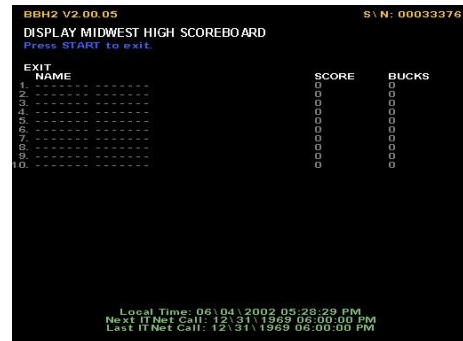 BBH2 V2.00.05 S\N: 00033376
DISPLAY MIDWEST HIGH SCOREBOARD
Press START to exit.
EXIT
NAME SCORE BUCKS
1. - - - - - - - - - - - - - - 0 0
2. - - - - - - - - - - - - - - 0 0
3. - - - - - - - - - - - - - - 0 0
4. - - - - - - - - - - - - - - 0 0
5. - - - - - - - - - - - - - - 0 0
6. - - - - - - - - - - - - - - 0 0
7. - - - - - - - - - - - - - - 0 0
8. - - - - - - - - - - - - - - 0 0
9. - - - - - - - - - - - - - - 0 0
10. - - - - - - - - - - - - - - 0 0
Local Time: 06\04\2002 05:28:29 PM
Next ITNet Call: 12\31\1969 06:00:00 PM
Last ITNet Call: 12\31\1969 06:00:00 PM